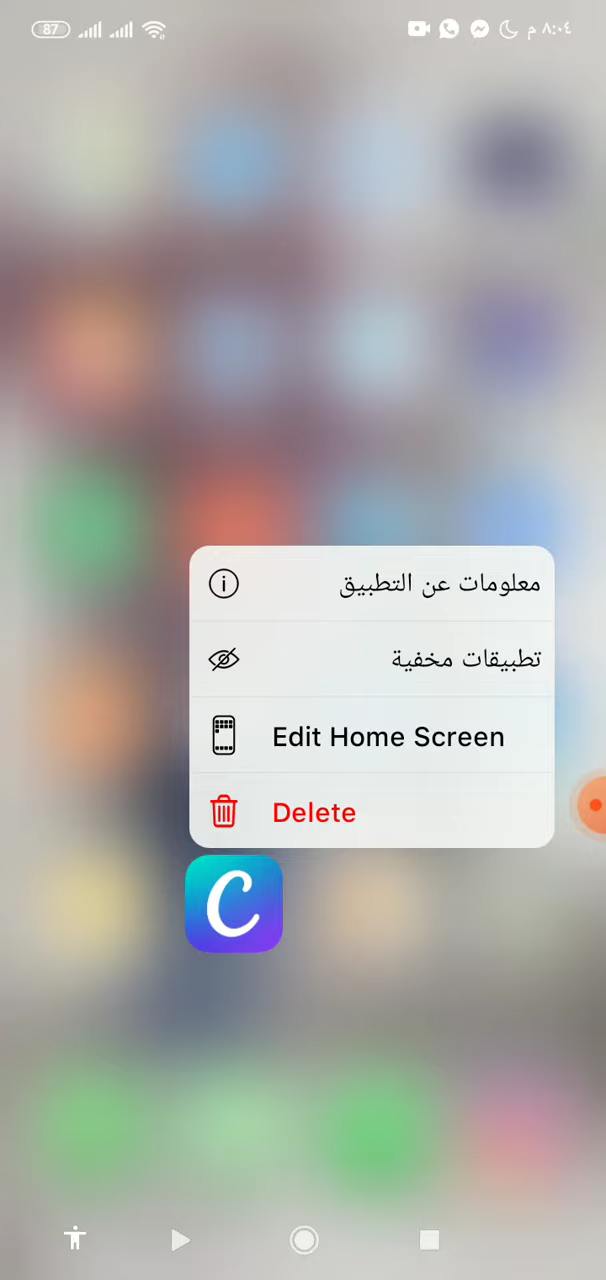 87
٨:٠٤ م
معلومات عن التطبيق
تطبيقات مخفية
Edit Home Screen
Delete
C